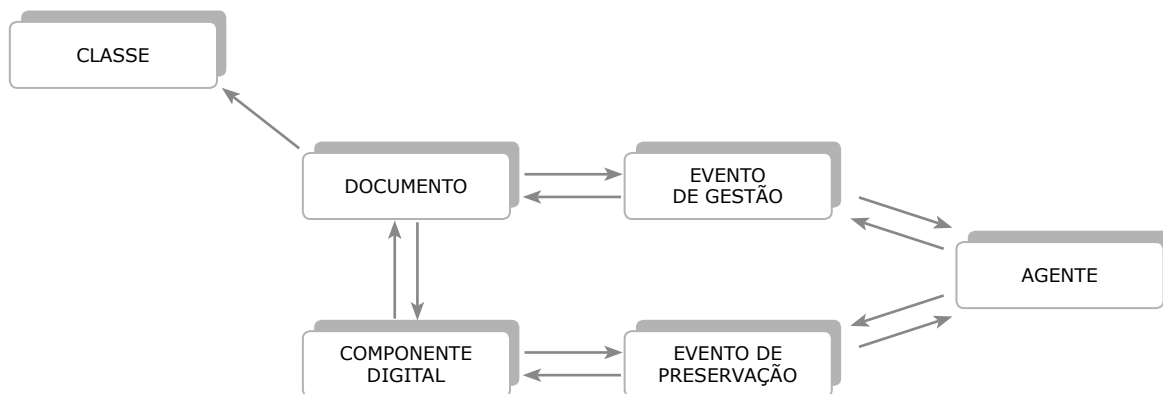 CLASSE
DOCUMENTO
EVENTO
DE GESTÃO
AGENTE
COMPONENTE
DIGITAL
EVENTO DE
PRESERVAÇÃO